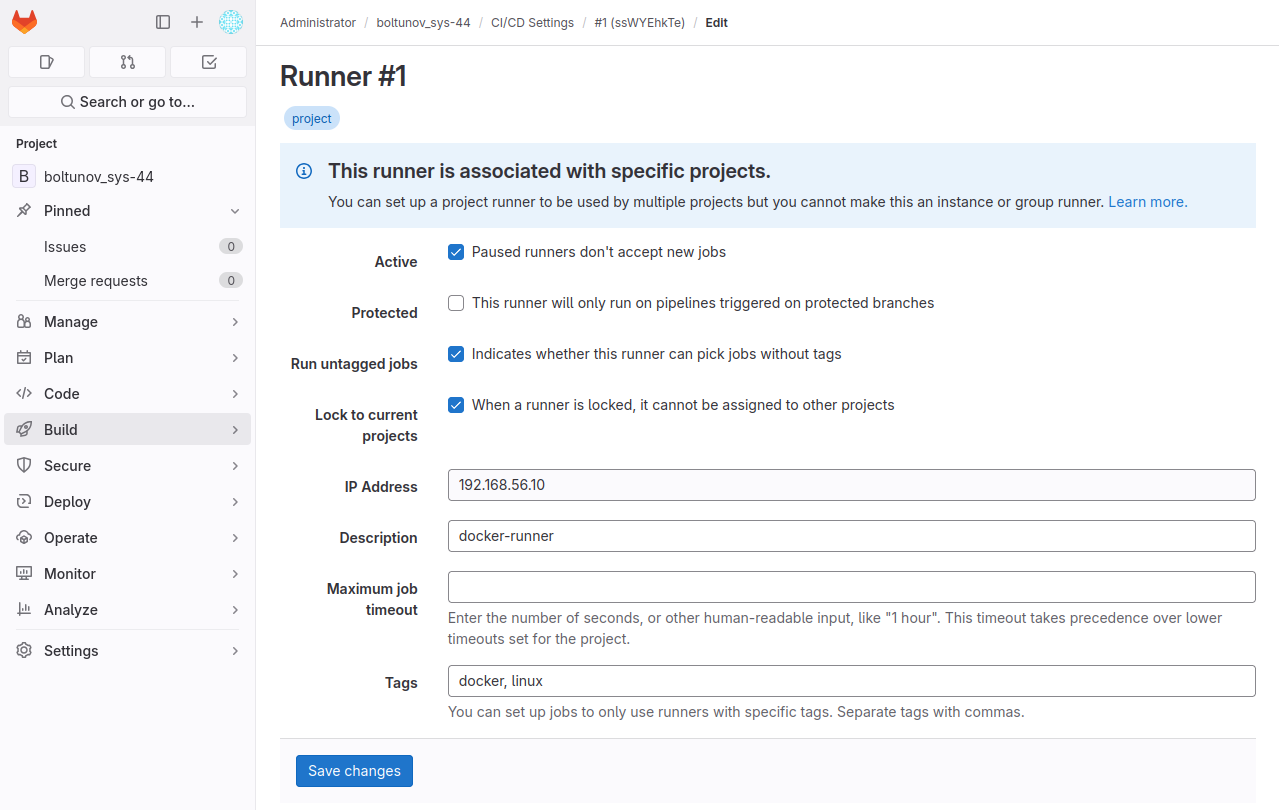 Administrator / boltunov_sys-44 / CI/CD Settings / #1 (ssWYEhkTe) / Edit
Search or go to...
Project
B boltunov_sys-44
Pinned
Issues 0
Merge requests 0
Manage
Plan
Code
Build
Secure
Deploy
Operate
Monitor
Analyze
Settings
Runner #1
project
This runner is associated with specific projects.
You can set up a project runner to be used by multiple projects but you cannot make this an instance or group runner. Learn more.
Active
Paused runners don't accept new jobs
Protected
This runner will only run on pipelines triggered on protected branches
Run untagged jobs
Indicates whether this runner can pick jobs without tags
Lock to current
projects
When a runner is locked, it cannot be assigned to other projects
IP Address
192.168.56.10
Description
docker-runner
Maximum job
timeout
Enter the number of seconds, or other human-readable input, like "1 hour". This timeout takes precedence over lower
timeouts set for the project.
Tags
docker, linux
You can set up jobs to only use runners with specific tags. Separate tags with commas.
Save changes